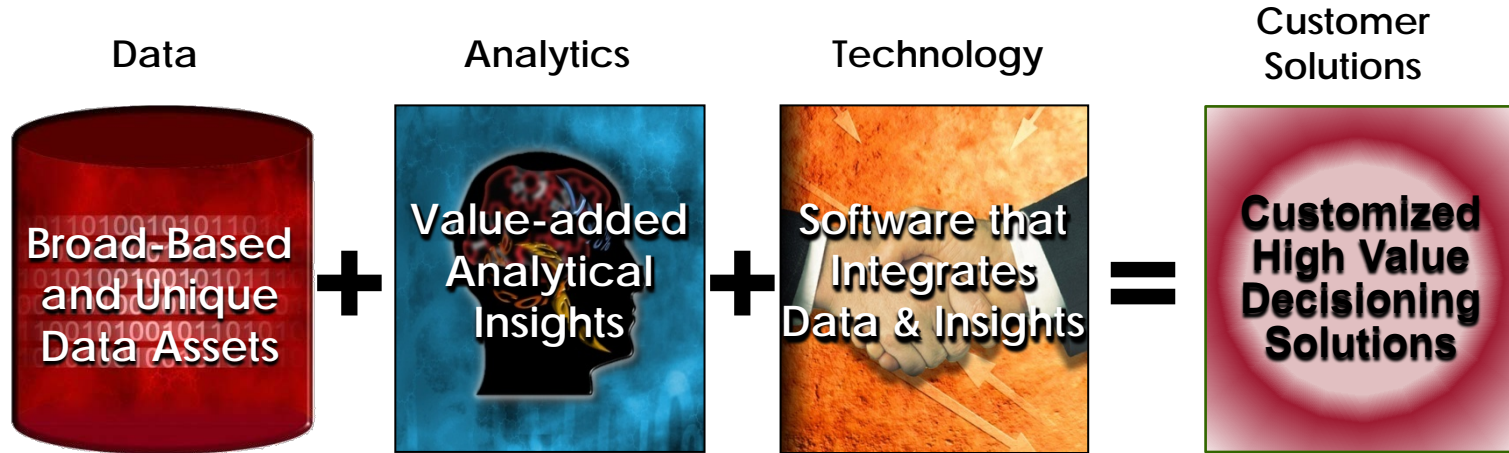 Data
Broad-Based
and Unique
Data Assets
+
Analytics
Value-added
Analytical
Insights
+
Technology
Software that
Integrates
Data & Insights
=
Customer
Solutions
Customized
High Value
Decisioning
Solutions